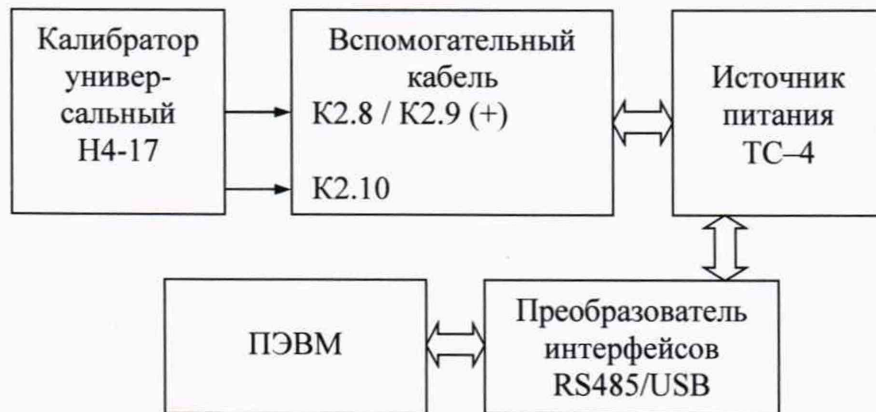 Калибратор
универ-
сальный
Н4-17
Вспомогательный
кабель
К2.8 / К2.9 (+)
К2.10
Источник
питания
ТС–4
ПЭВМ
Преобразователь
интерфейсов
RS485/USB